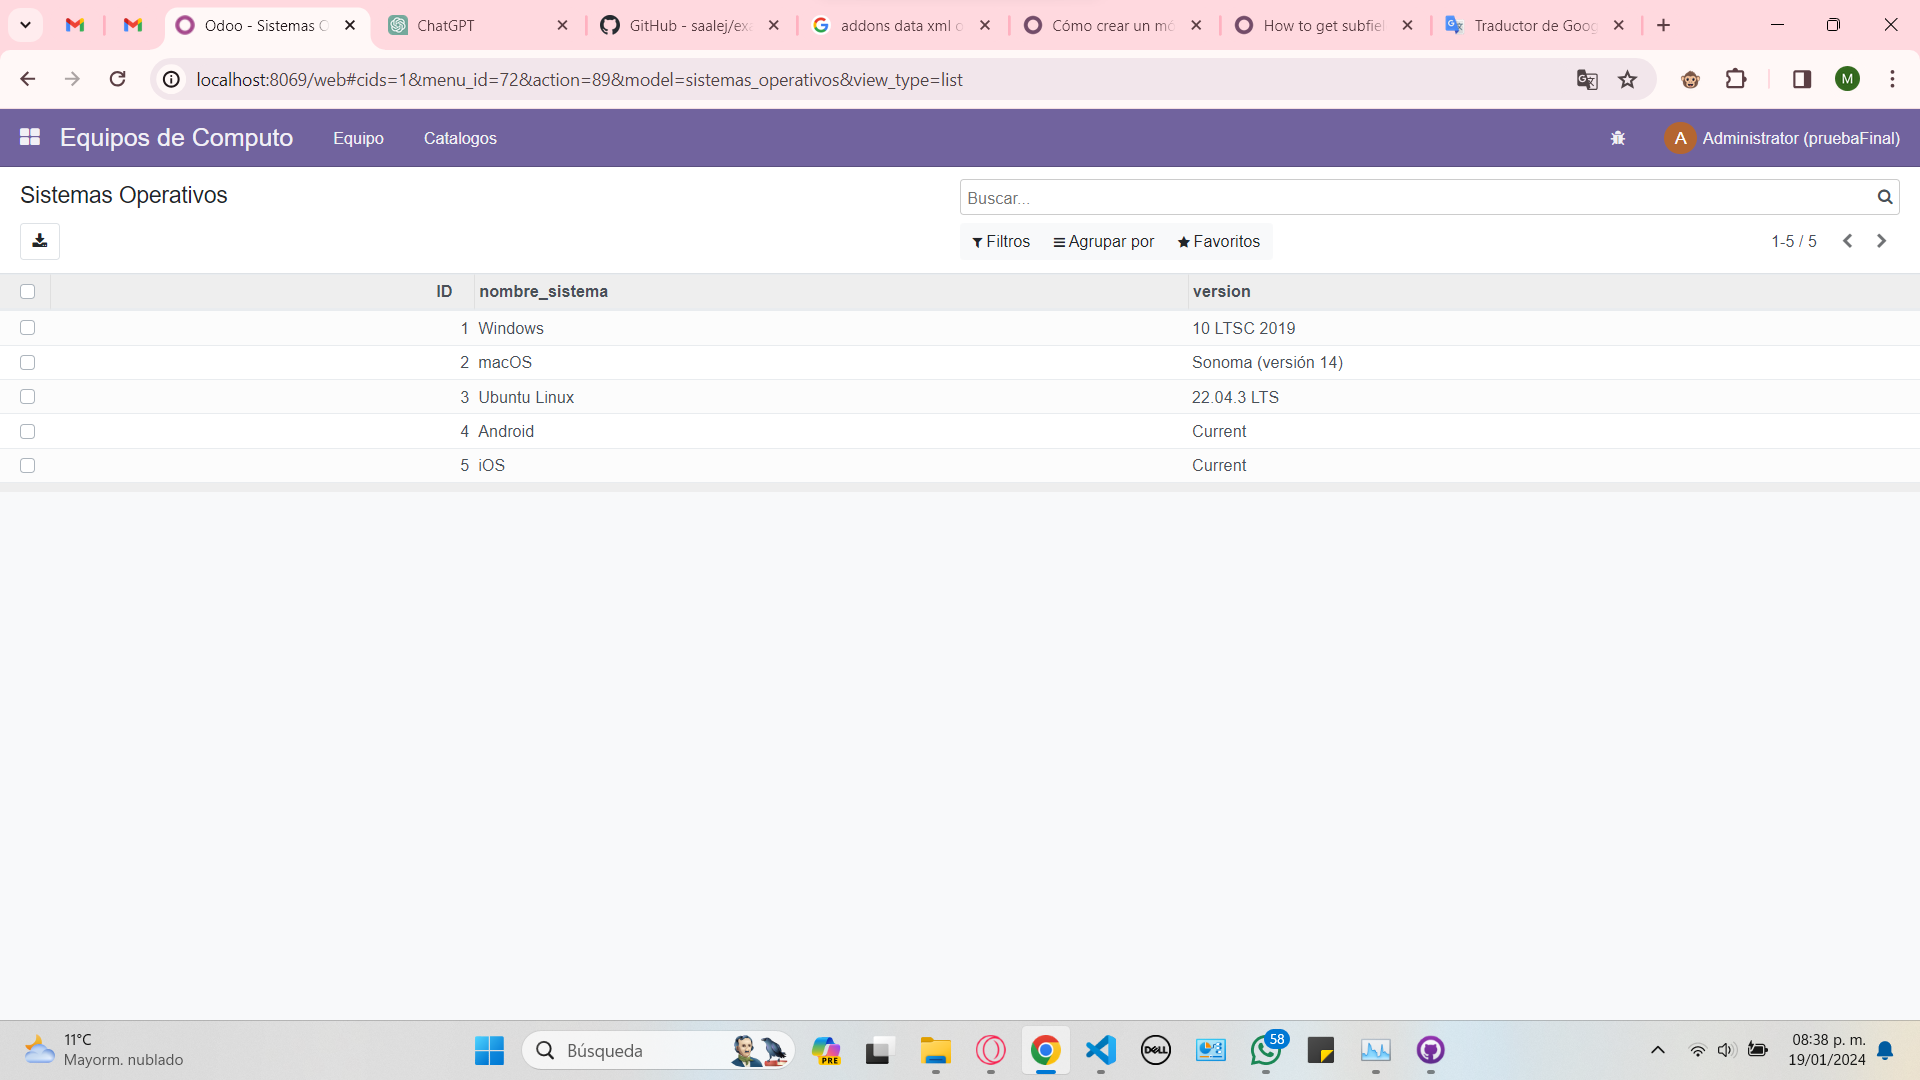 Odoo - Sistemas O
ChatGPT
GitHub - saalej/exa
addons data xml o
Cómo crear un mó
How to get subfiel
Traductor de Goog
localhost:8069/web#cids=1&menu_id=72&action=89&model=sistemas_operativos&view_type=list
M
Equipos de Computo
Equipo
Catalogos
A
Administrator (pruebaFinal)
Sistemas Operativos
Buscar...
Filtros
Agrupar por
Favoritos
1-5 / 5
ID nombre_sistema version
1 Windows 10 LTSC 2019
2 macOS Sonoma (versión 14)
3 Ubuntu Linux 22.04.3 LTS
4 Android Current
5 iOS Current
11°C
Mayorm. nublado
Búsqueda
PRE
DELL
58
08:38 p. m.
19/01/2024